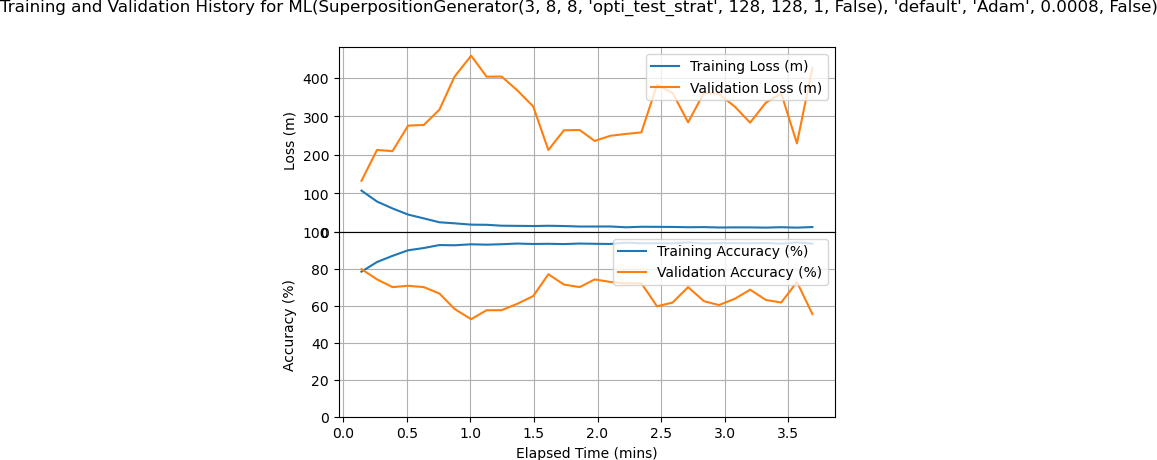 Training and Validation History for ML(SuperpositionGenerator(3, 8, 8, 'opti_test_strat', 128, 128, 1, False), 'default', 'Adam', 0.0008, False)
Loss (m)
400
300
200
100
0
Training Loss (m)
Validation Loss (m)
Accuracy (%)
100
80
60
40
20
0
Training Accuracy (%)
Validation Accuracy (%)
0.0 0.5 1.0 1.5 2.0 2.5 3.0 3.5
Elapsed Time (mins)